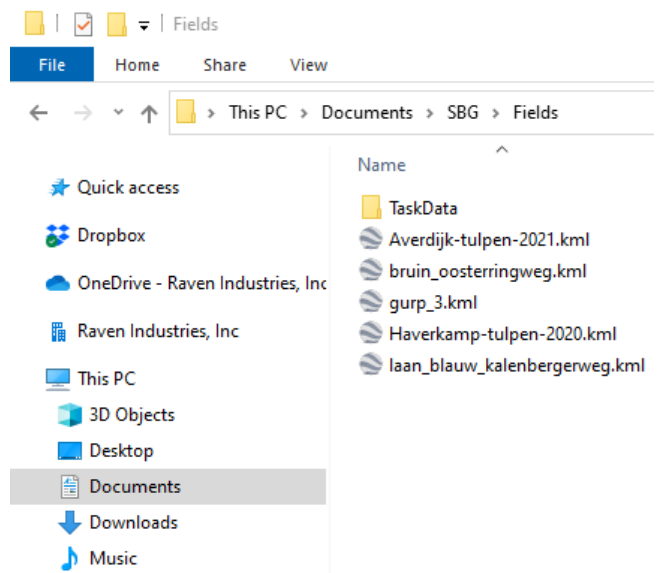 Fields
File Home Share View
This PC > Documents > SBG > Fields
Name
Quick access
Dropbox
OneDrive - Raven Industries, Inc
Raven Industries, Inc
This PC
3D Objects
Desktop
Documents
Downloads
Music
TaskData
Averdijk-tulpen-2021.kml
bruin_oosterringweg.kml
gurp_3.kml
Haverkamp-tulpen-2020.kml
laan_blauw_kalenbergerweg.kml